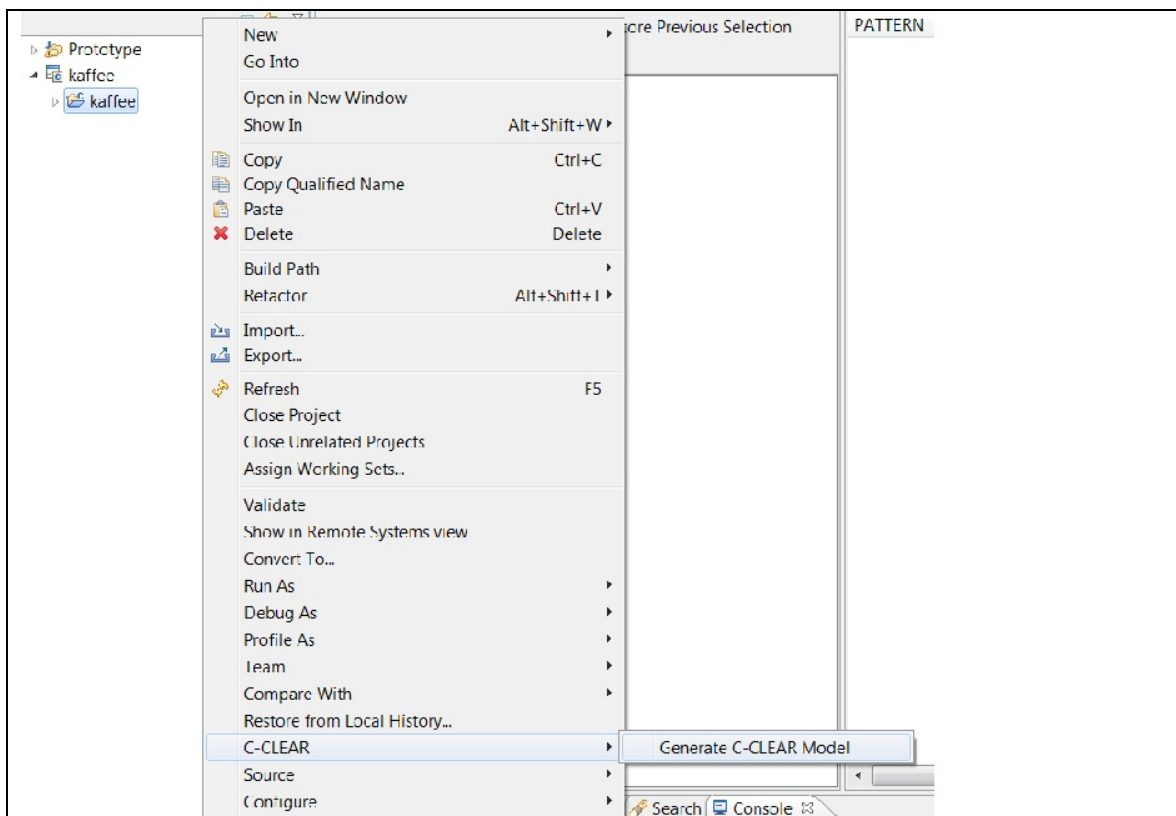 New
ore Previous Selection
PATTERN
Prototype
kaffee
kaffee
Go Into
Open in New Window
Show In Alt+Shift+W
Copy Ctrl+C
Copy Qualified Name
Paste Ctrl+V
Delete Delete
Build Path
Refactor Alt+Shift+T
Import...
Export...
Refresh F5
Close Project
Close Unrelated Projects
Assign Working Sets...
Validate
Show in Remote Systems view
Convert To...
Run As
Debug As
Profile As
Team
Compare With
Restore from Local History...
C-CLEAR
Generate C-CLEAR Model
Source
Configure
Search
Console